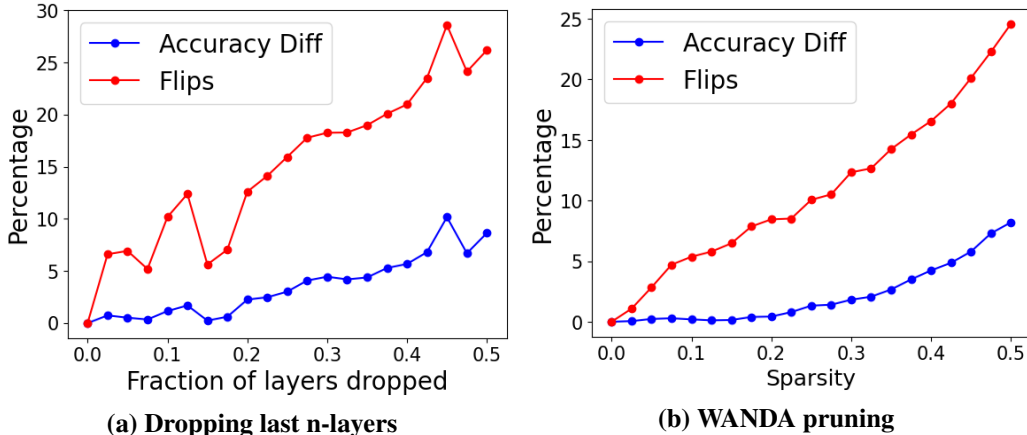 30
25
20
15
10
5
0
Percentage
Accuracy Diff
Flips
0.0 0.1 0.2 0.3 0.4 0.5
Fraction of layers dropped
(a) Dropping last n-layers
25
20
15
10
5
0
Percentage
Accuracy Diff
Flips
0.0 0.1 0.2 0.3 0.4 0.5
Sparsity
(b) WANDA pruning